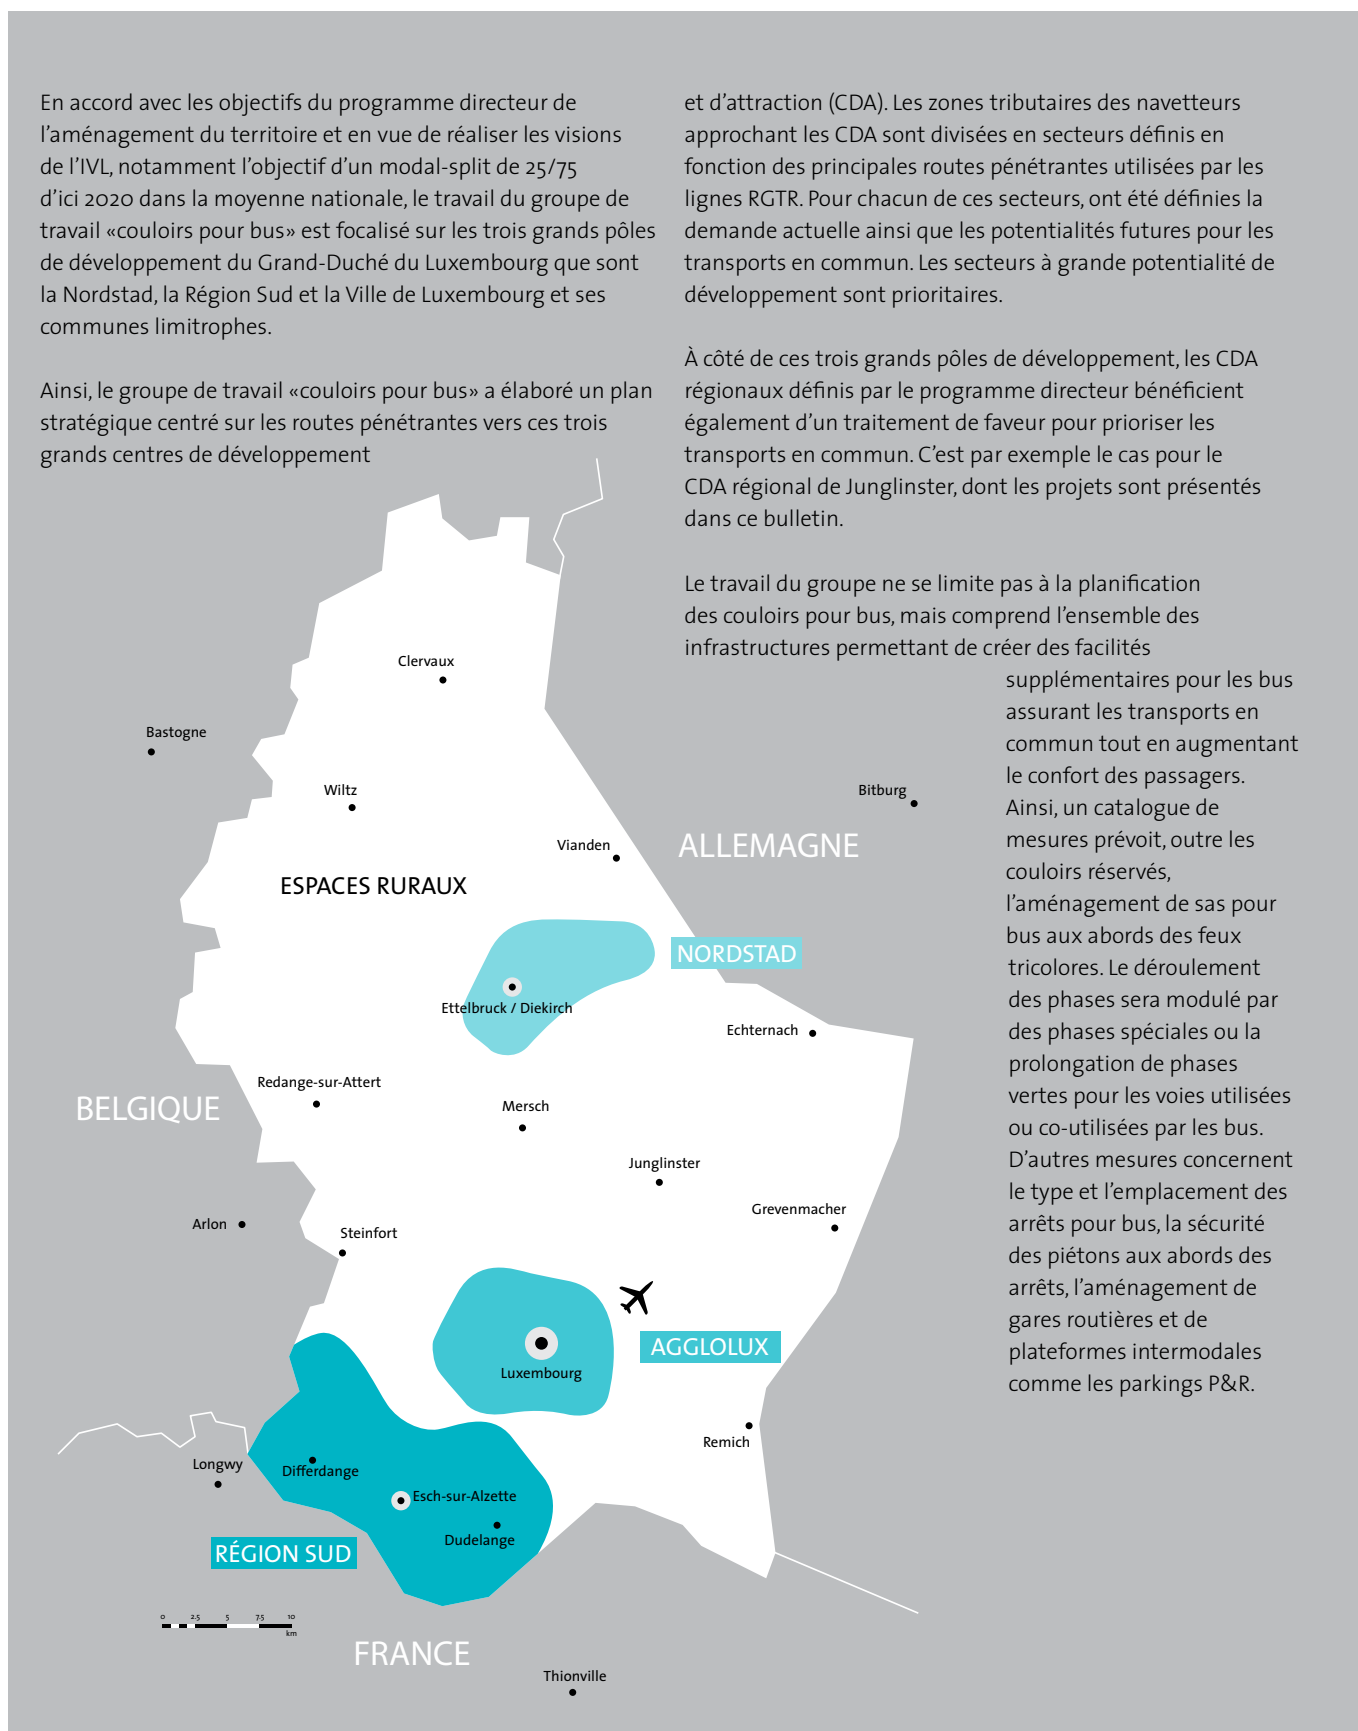 En accord avec les objectifs du programme directeur de
l’aménagement du territoire et en vue de réaliser les visions
de l’IVL, notamment l’objectif d’un modal-split de 25/75
d’ici 2020 dans la moyenne nationale, le travail du groupe de
travail «couloirs pour bus» est focalisé sur les trois grands pôles
de développement du Grand-Duché du Luxembourg que sont
la Nordstad, la Région Sud et la Ville de Luxembourg et ses
communes limitrophes.
Ainsi, le groupe de travail «couloirs pour bus» a élaboré un plan
stratégique centré sur les routes pénétrantes vers ces trois
grands centres de développement
et d’attraction (CDA). Les zones tributaires des navetteurs
approchant les CDA sont divisées en secteurs définis en
fonction des principales routes pénétrantes utilisées par les
lignes RGTR. Pour chacun de ces secteurs, ont été définies la
demande actuelle ainsi que les potentialités futures pour les
transports en commun. Les secteurs à grande potentialité de
développement sont prioritaires.
À côté de ces trois grands pôles de développement, les CDA
régionaux définis par le programme directeur bénéficient
également d’un traitement de faveur pour prioriser les
transports en commun. C’est par exemple le cas pour le
CDA régional de Junglinster, dont les projets sont présentés
dans ce bulletin.
Le travail du groupe ne se limite pas à la planification
des couloirs pour bus, mais comprend l’ensemble des
infrastructures permettant de créer des facilités
supplémentaires pour les bus
assurant les transports en
commun tout en augmentant
le confort des passagers.
Ainsi, un catalogue de
mesures prévoit, outre les
couloirs réservés,
l’aménagement de sas pour
bus aux abords des feux
tricolores. Le déroulement
des phases sera modulé par
des phases spéciales ou la
prolongation de phases
vertes pour les voies utilisées
ou co-utilisées par les bus.
D’autres mesures concernent
le type et l’emplacement des
arrêts pour bus, la sécurité
des piétons aux abords des
arrêts, l’aménagement de
gares routières et de
plateformes intermodales
comme les parkings P&R.
Clervaux
Bastogne
Wiltz
Bitburg
Vianden
ALLEMAGNE
ESPACES RURAUX
NORDSTAD
Ettelbruck / Diekirch
Echternach
Redange-sur-Attert
BELGIQUE
Mersch
Junglinster
Grevenmacher
Arlon
Steinfort
AGGLOLUX
Luxembourg
Remich
Longwy
Differdange
Esch-sur-Alzette
Dudelange
RÉGION SUD
0 2.5 5 7.5 10
km
FRANCE
Thionville